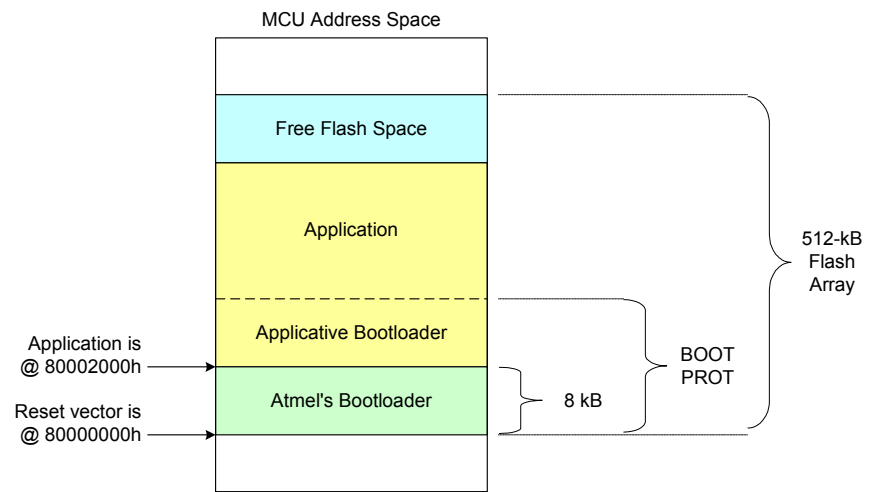 MCU Address Space
Free Flash Space
Application
512-kB
Flash
Array
Applicative Bootloader
Application is
@ 80002000h
BOOT
PROT
Atmel's Bootloader
8 kB
Reset vector is
@ 80000000h